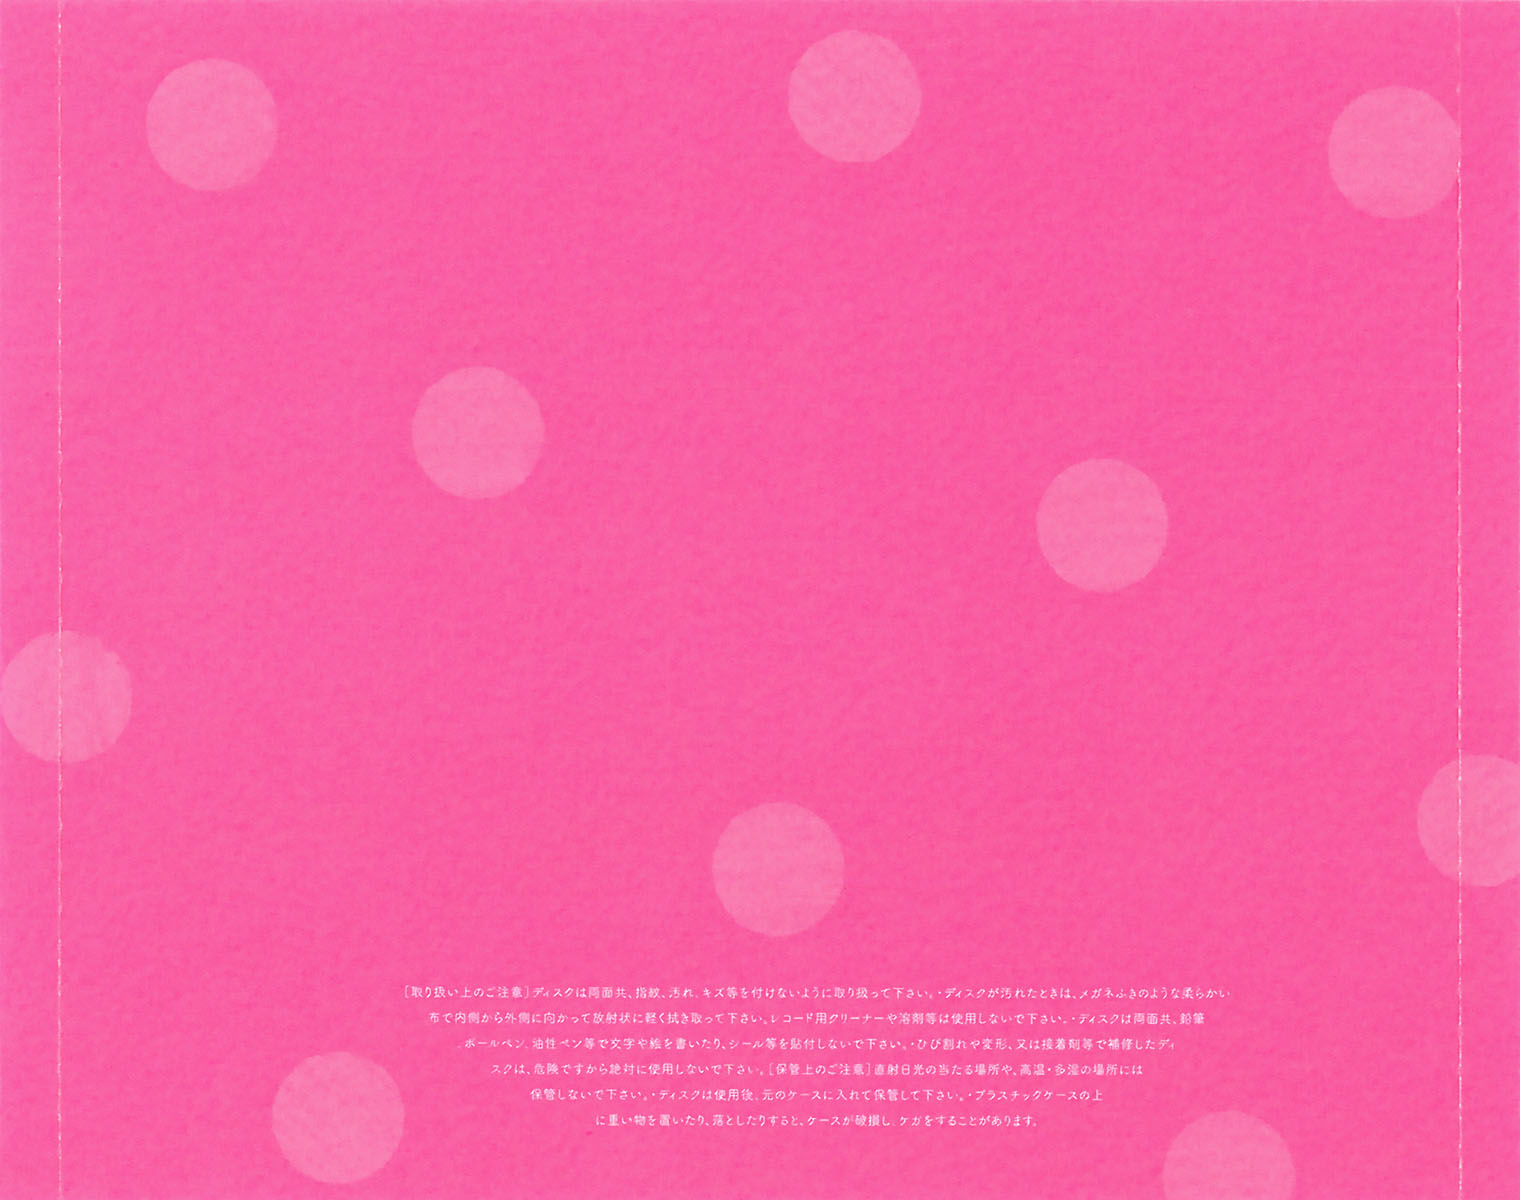 [取り扱い上のご注意]ディスクは両面共、指紋、汚れ、キズ等を付けないように取り扱って下さい。・ディスクが汚れたときは、メガネふきのような柔らかい
布で内側から外側に向かって放射状に軽く拭き取って下さい。レコード用クリーナーや溶剤等は使用しないで下さい。・ディスクは両面共、鉛筆
、ボールペン、油性ペン等で文字や絵を書いたり、シール等を貼付しないで下さい。・ひび割れや変形、又は接着剤等で補修したディ
スクは、危険ですから絶対に使用しないで下さい。[保管上のご注意]直射日光の当たる場所や、高温・多湿の場所には
保管しないで下さい。・ディスクは使用後、元のケースに入れて保管して下さい。・プラスチックケースの上
に重い物を置いたり、落としたりすると、ケースが破損し、ケガをすることがあります。